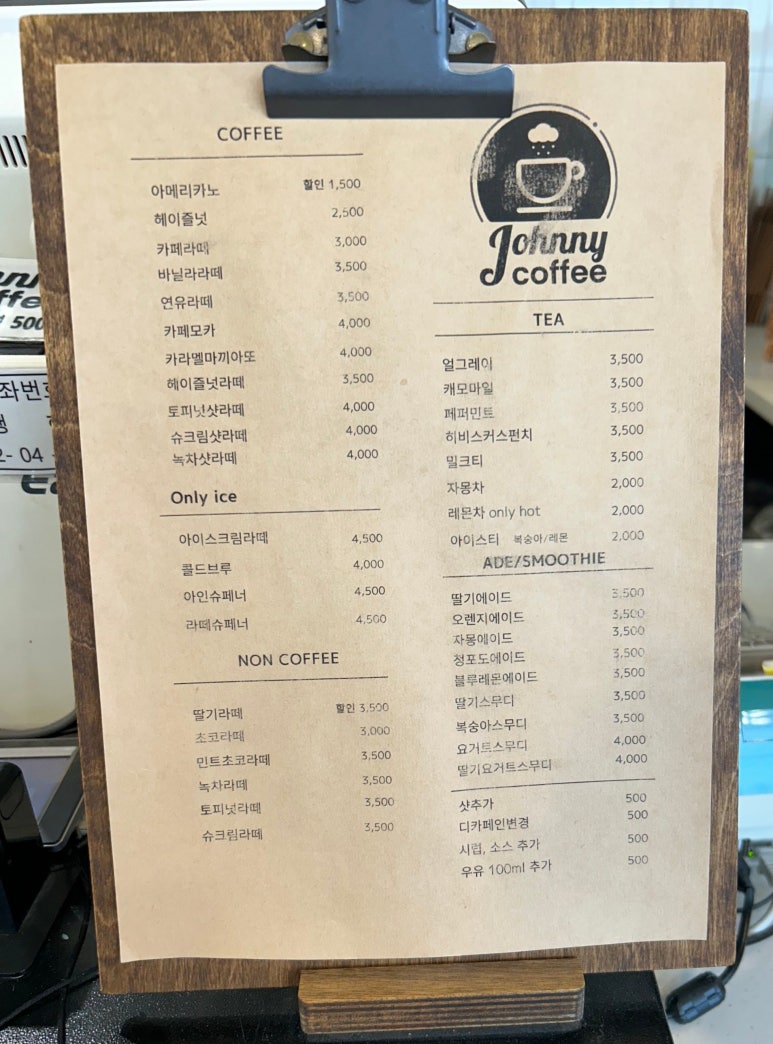 COFFEE
아메리카노 할인 1,500
헤이즐넛 2,500
카페라떼 3,000
바닐라라떼 3,500
연유라떼 3,500
카페모카 4,000
카라멜마끼아또 4,000
헤이즐넛라떼 3,500
토피넛샷라떼 4,000
슈크림샷라떼 4,000
녹차샷라떼 4,000
Only ice
아이스크림라떼 4,500
콜드브루 4,000
아인슈페너 4,500
라떼슈페너 4,500
NON COFFEE
딸기라떼 할인 3,500
초코라떼 3,000
민트초코라떼 3,500
녹차라떼 3,500
토피넛라떼 3,500
슈크림라떼 3,500
Johnny
coffee
TEA
얼그레이 3,500
캐모마일 3,500
페퍼민트 3,500
히비스커스펀치 3,500
밀크티 3,500
자몽차 2,000
레몬차 only hot 2,000
아이스티 복숭아/레몬 2,000
ADE/SMOOTHIE
딸기에이드 3,500
오렌지에이드 3,500
자몽에이드 3,500
청포도에이드 3,500
블루레몬에이드 3,500
딸기스무디 3,500
복숭아스무디 3,500
요거트스무디 4,000
딸기요거트스무디 4,000
샷추가 500
디카페인변경 500
시럽, 소스 추가 500
우유 100ml 추가 500